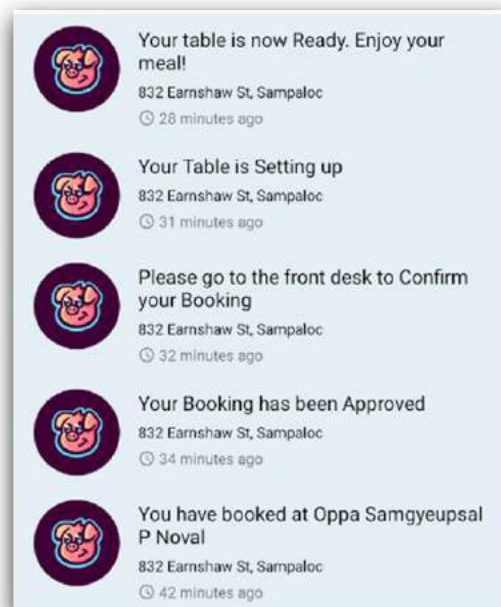 Your table is now Ready. Enjoy your
meal!
832 Earnshaw St, Sampaloc
28 minutes ago
Your Table is Setting up
832 Earnshaw St, Sampaloc
31 minutes ago
Please go to the front desk to Confirm
your Booking
832 Earnshaw St, Sampaloc
32 minutes ago
Your Booking has been Approved
832 Earnshaw St, Sampaloc
34 minutes ago
You have booked at Oppa Samgyeupsal
P Noval
832 Earnshaw St, Sampaloc
42 minutes ago